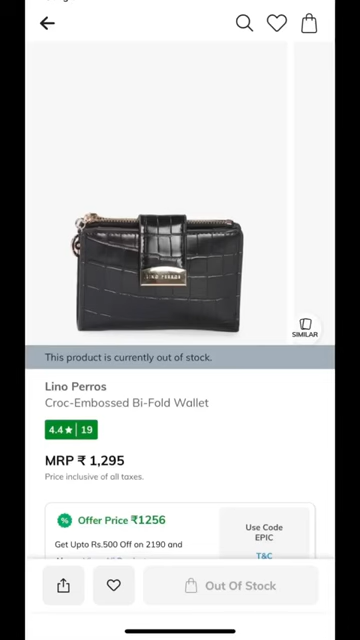 LINO PERROS
SIMILAR
This product is currently out of stock.
Lino Perros
Croc-Embossed Bi-Fold Wallet
4.4★ | 19
MRP ₹ 1,295
Price inclusive of all taxes.
% Offer Price ₹1256
Get Upto Rs.500 Off on 2190 and
Use Code
EPIC
T&C
Out Of Stock